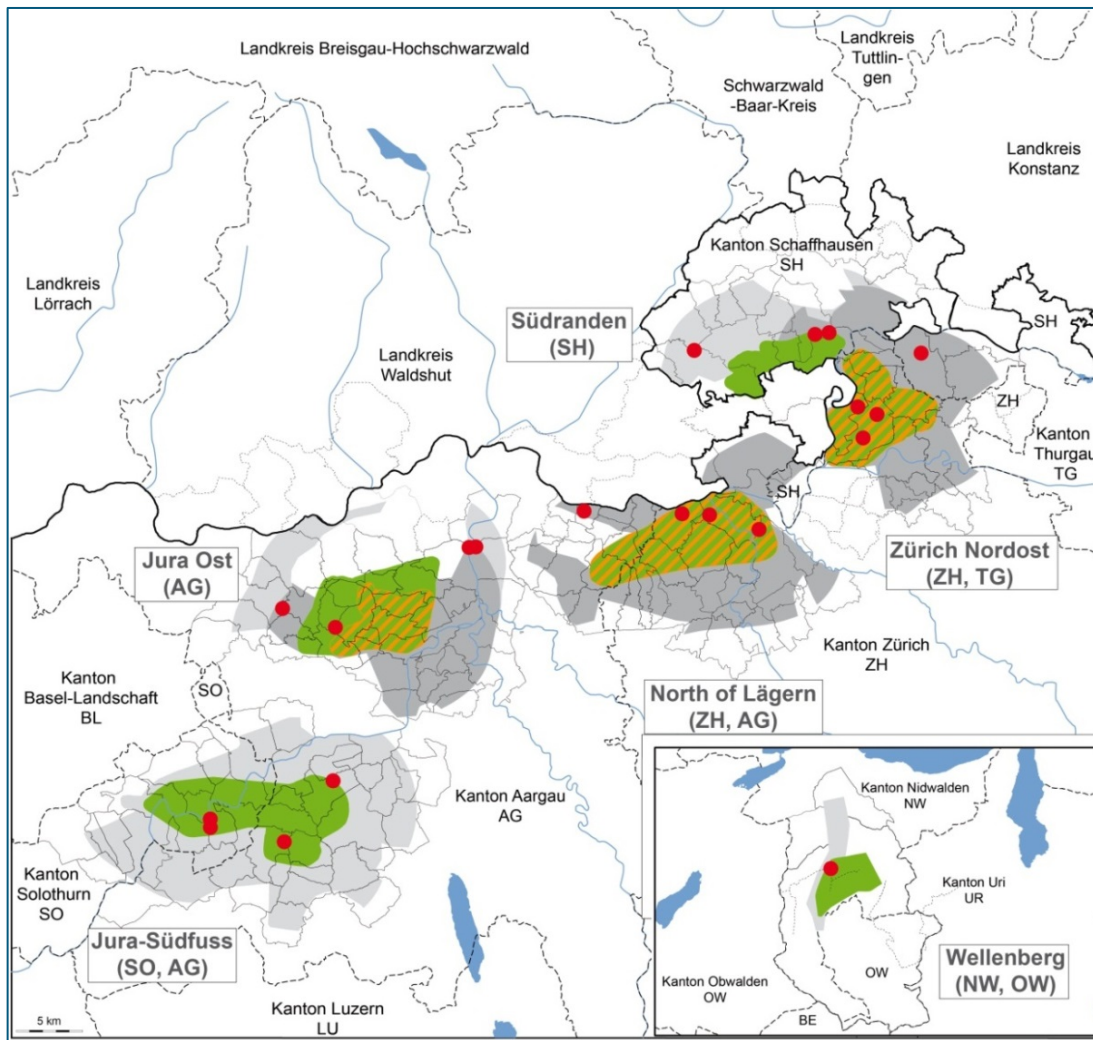 Landkreis Breisgau-Hochschwarzwald
Landkreis
Tuttlin-
gen
Schwarzwald
-Baar-Kreis
Landkreis
Konstanz
Kanton Schaffhausen
SH
Landkreis
Lörrach
Südranden
(SH)
SH
Landkreis
Waldshut
ZH
Kanton
Thurgau
TG
SH
Jura Ost
(AG)
Zürich Nordost
(ZH, TG)
Kanton Zürich
ZH
Kanton
Basel-Landschaft
BL
SO
North of Lägern
(ZH, AG)
Kanton Aargau
AG
Kanton Nidwalden
NW
Kanton
Solothurn
SO
Kanton Uri
UR
Jura-Südfuss
(SO, AG)
Wellenberg
(NW, OW)
OW
Kanton Obwalden
OW
Kanton Luzern
LU
BE
5 km